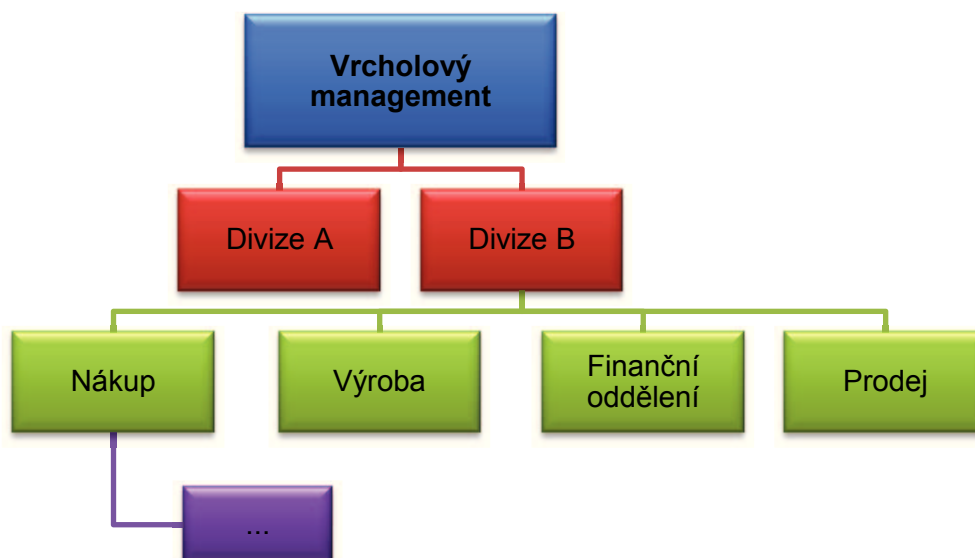 Vrcholový
management
Divize A
Divize B
Nákup
Výroba
Finanční
oddělení
Prodej
...